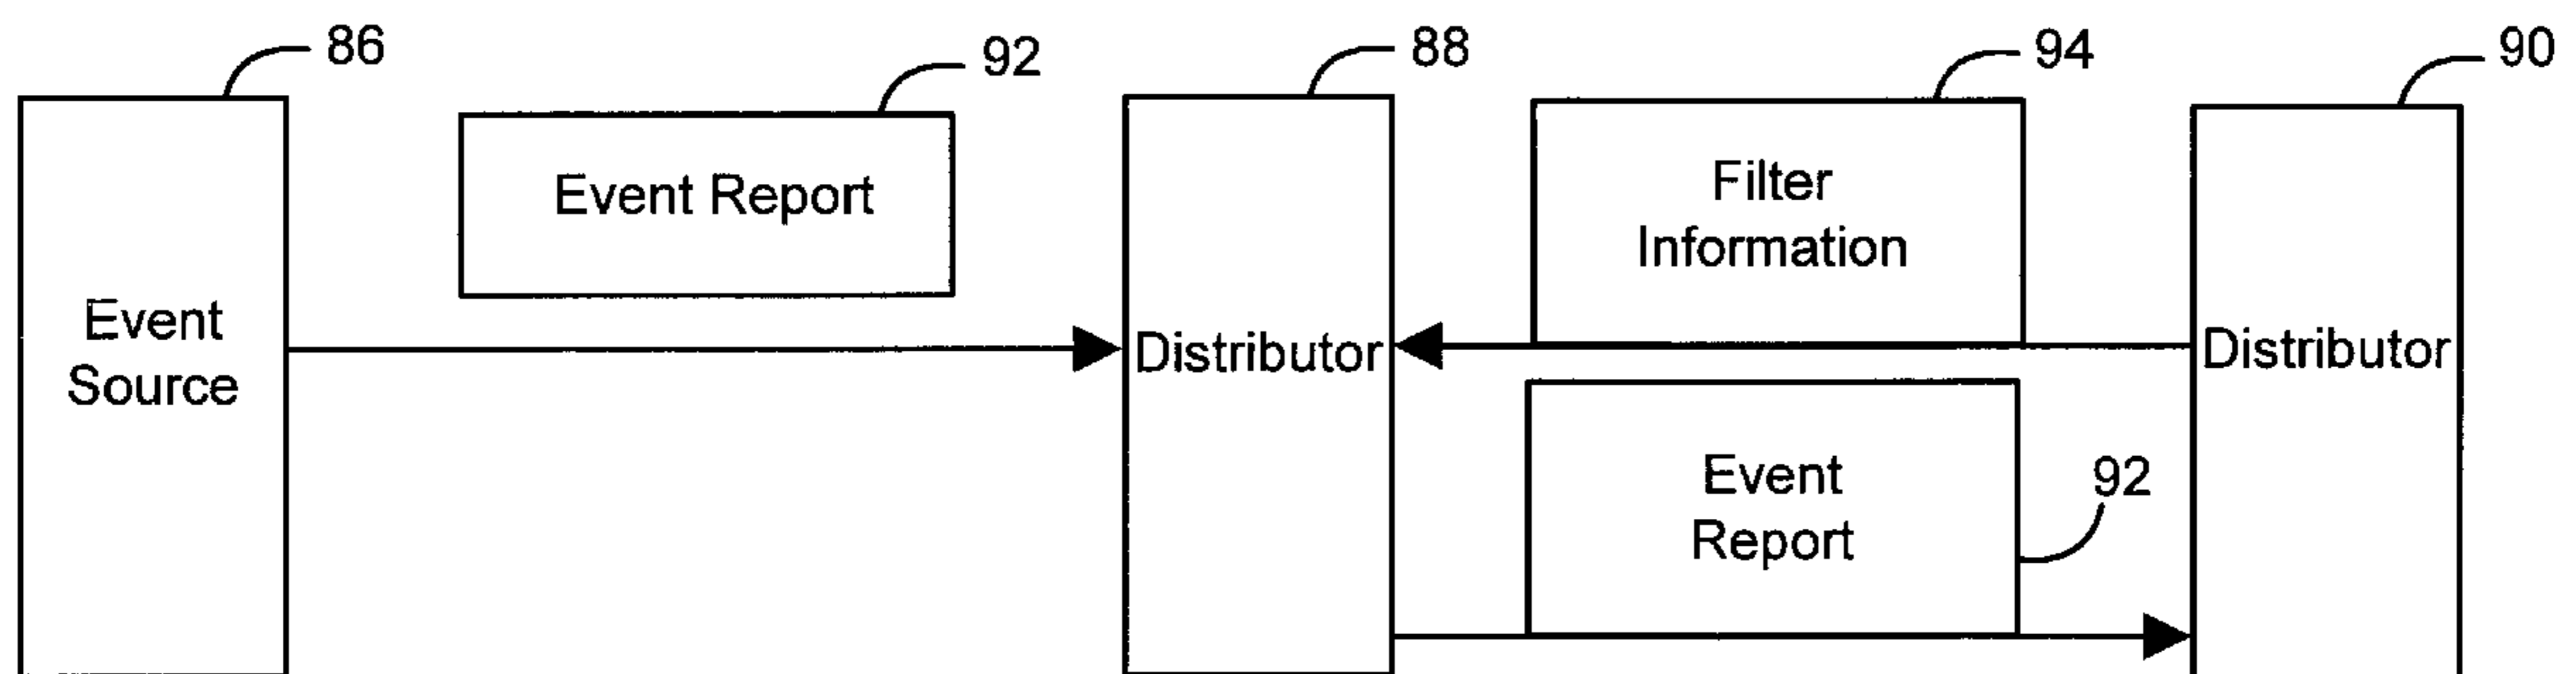 86
92
88
94
90
Event Report
Filter
Information
Event
Source
Distributor
Distributor
Event
Report
92